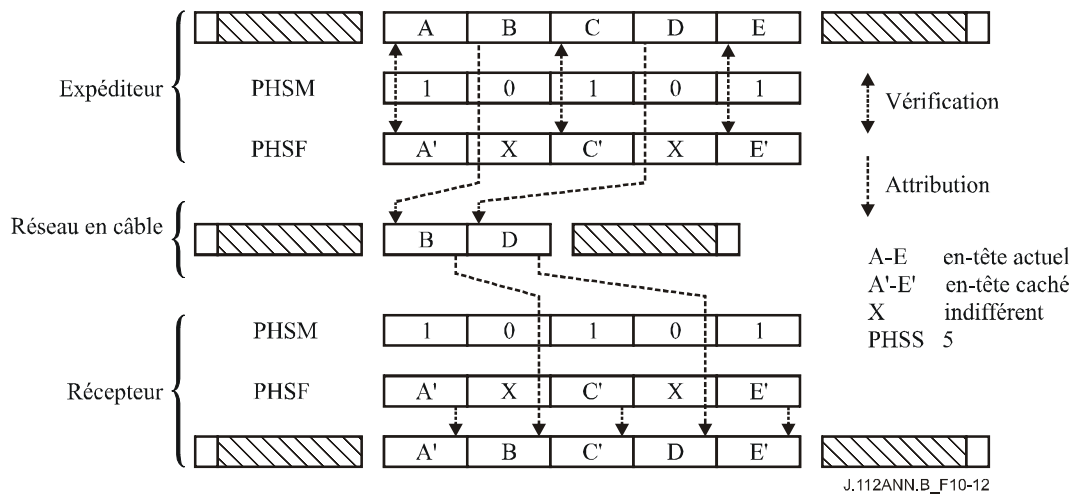 A B C D E
Expéditeur
PHSM 1 0 1 0 1
PHSF A' X C' X E'
Vérification
Attribution
Réseau en câble
B D
A-E en-tête actuel
A'-E' en-tête caché
X indifférent
PHSS 5
Récepteur
PHSM 1 0 1 0 1
PHSF A' X C' X E'
A' B C' D E'
J.112ANN.B_F10-12